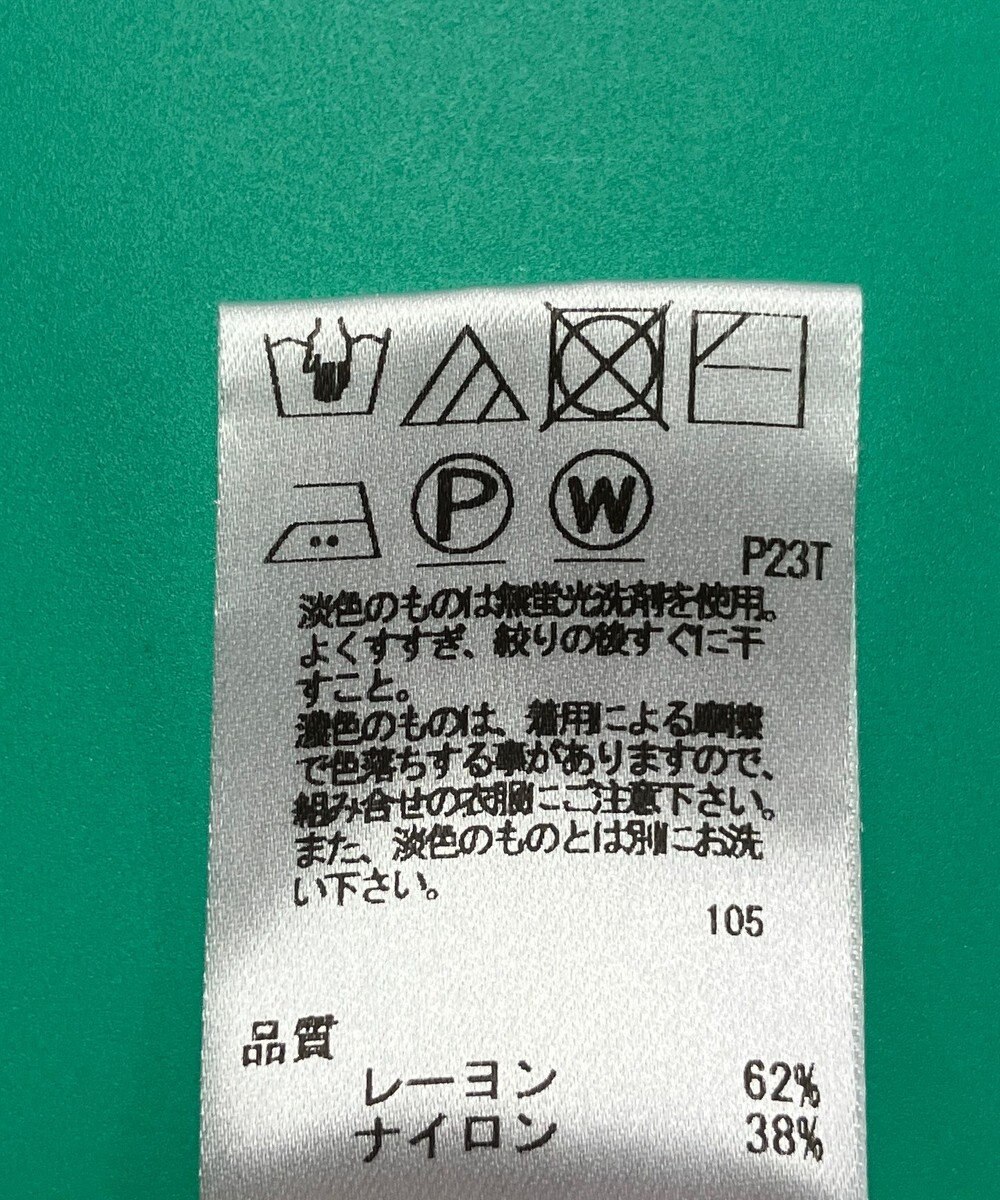 P
W
P23T
淡色のものは無蛍光洗剤を使用。
よくすすぎ、絞りの後すぐに干
すこと。
濃色のものは、着用による摩擦
で色落ちする事がありますので、
組み合せの衣服にご注意下さい。
また、淡色のものとは別にお洗
い下さい。
105
品質
レーヨン 62%
ナイロン 38%